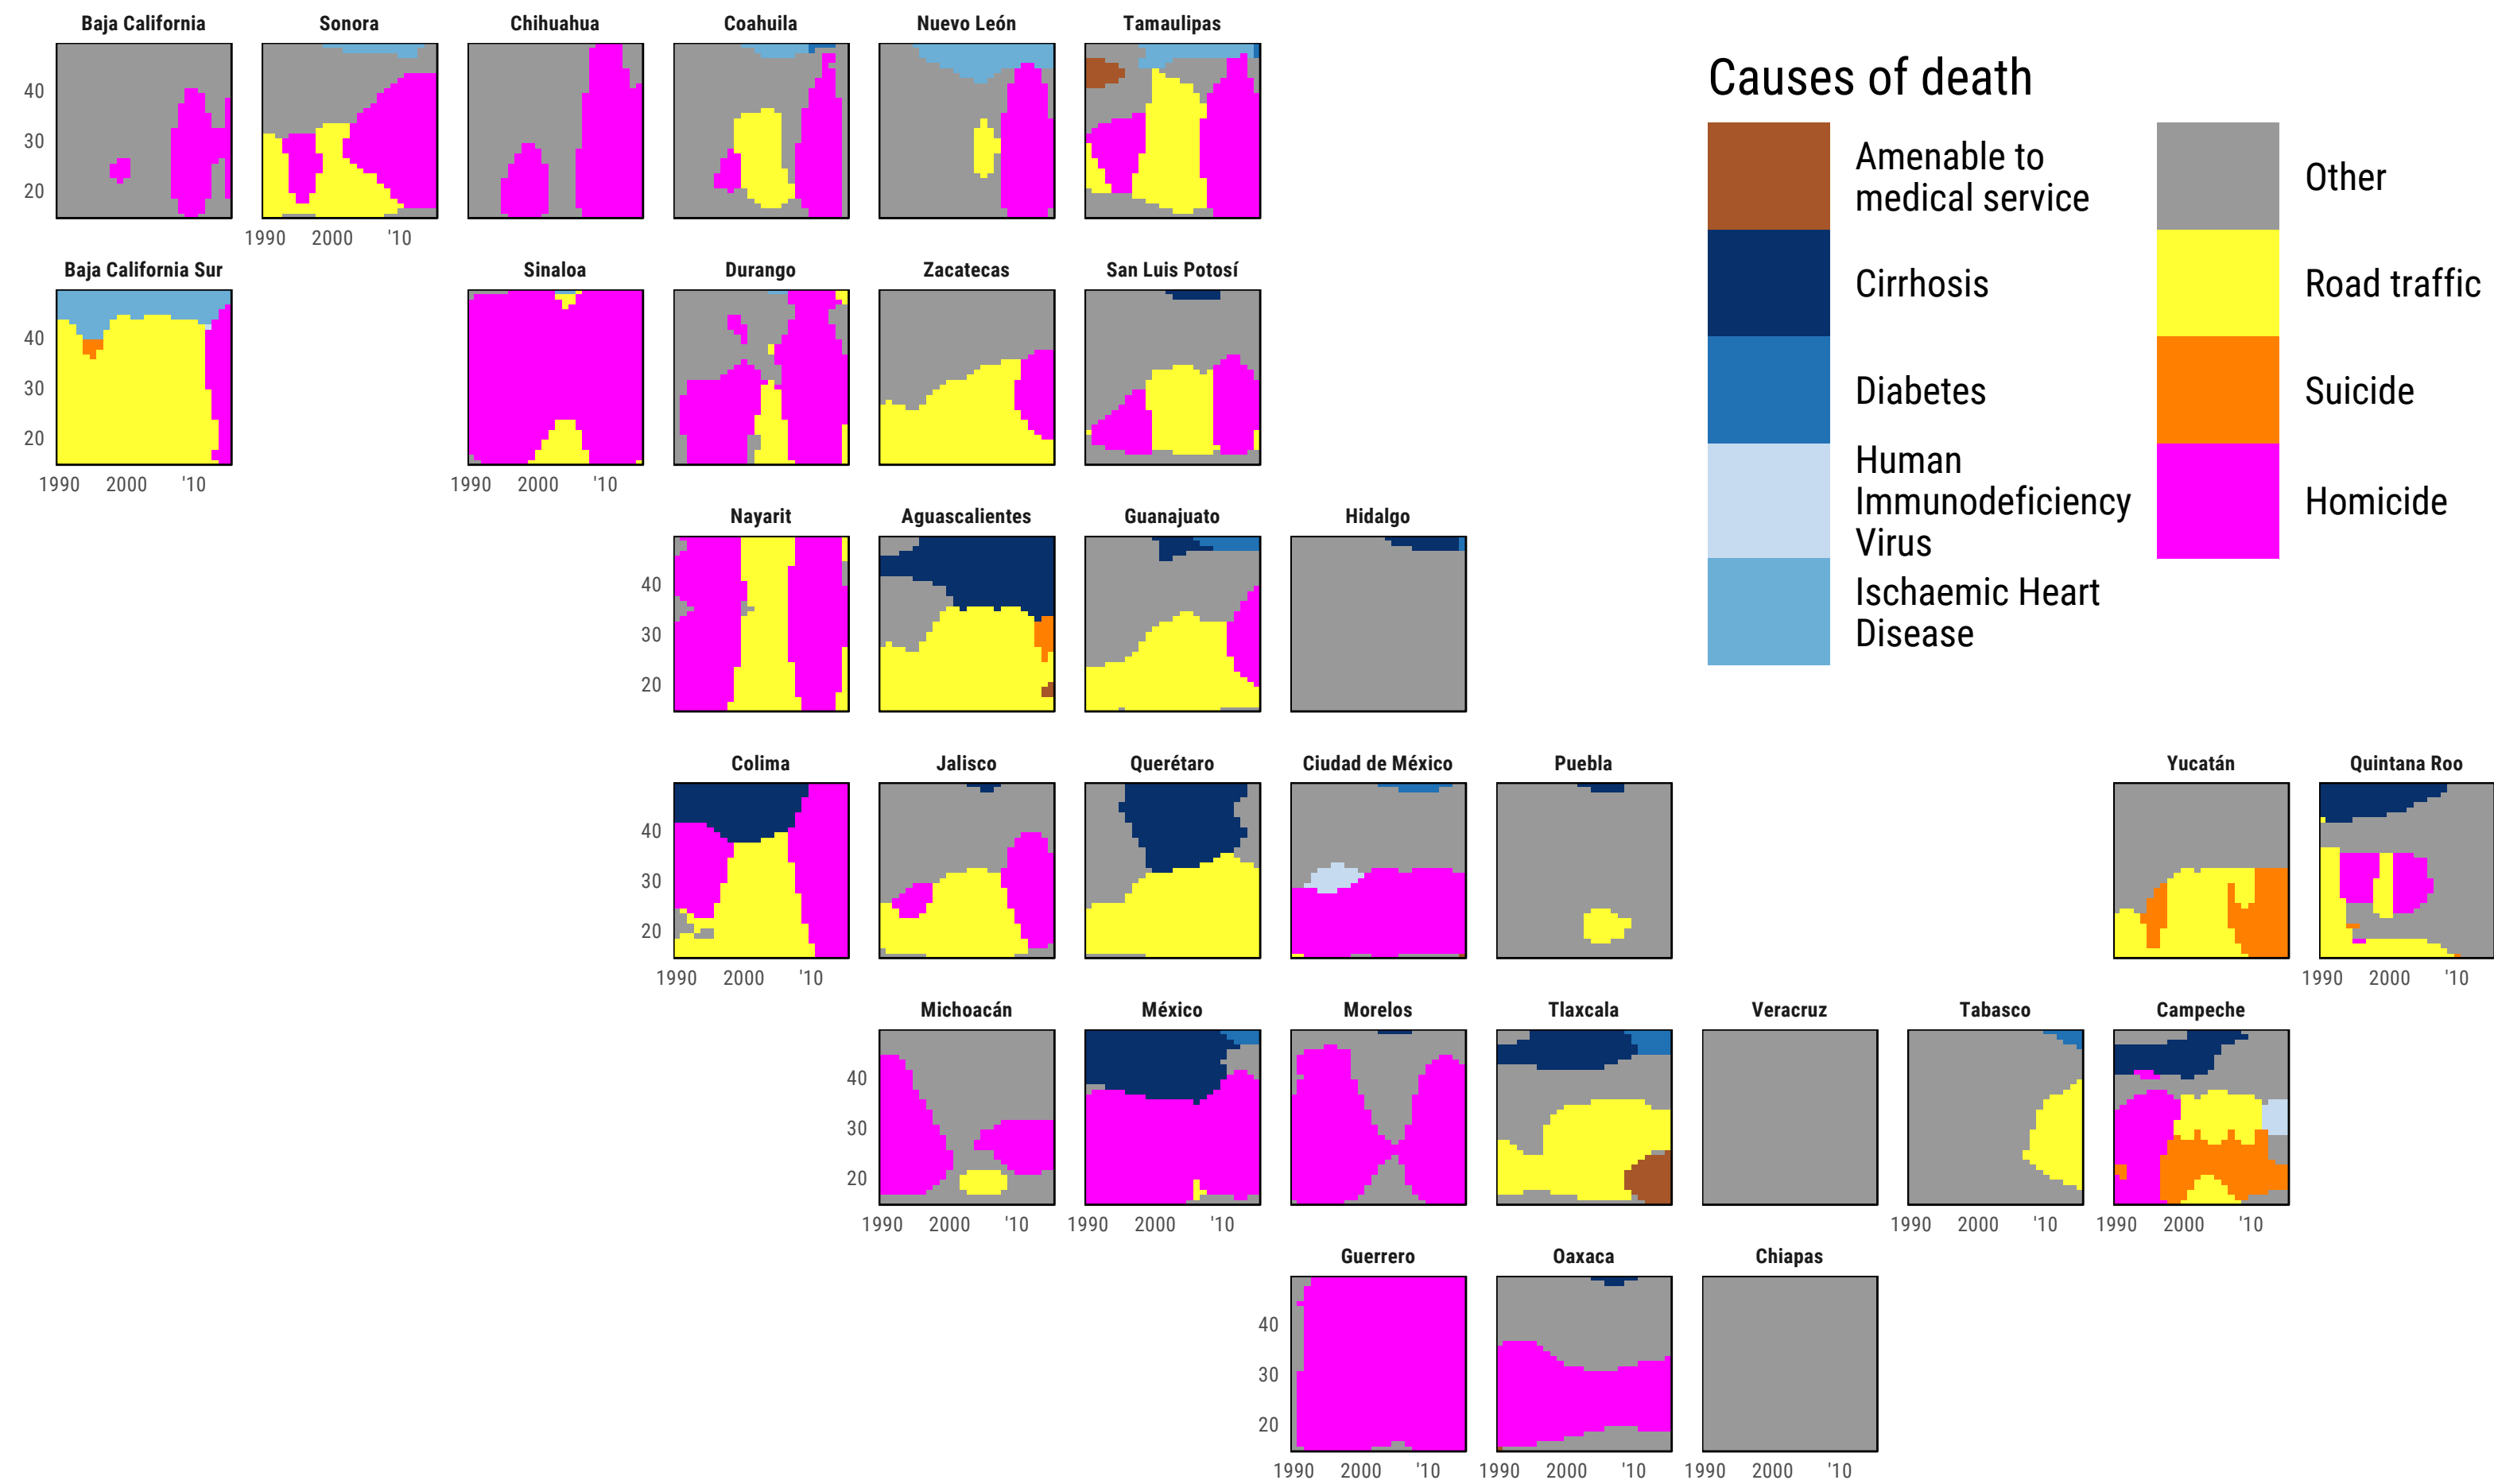 Baja California
Sonora
Chihuahua
Coahuila
Nuevo León
Tamaulipas
40
30
20
1990 2000 '10
Causes of death
Amenable to
medical service
Cirrhosis
Diabetes
Human
Immunodeficiency
Virus
Ischaemic Heart
Disease
Other
Road traffic
Suicide
Homicide
Baja California Sur
Sinaloa
Durango
Zacatecas
San Luis Potosí
40
30
20
1990 2000 '10
1990 2000 '10
Nayarit
Aguascalientes
Guanajuato
Hidalgo
40
30
20
Colima
Jalisco
Querétaro
Ciudad de México
Puebla
Yucatán
Quintana Roo
40
30
20
1990 2000 '10
1990 2000 '10
Michoacán
México
Morelos
Tlaxcala
Veracruz
Tabasco
Campeche
40
30
20
1990 2000 '10
1990 2000 '10
1990 2000 '10
1990 2000 '10
Guerrero
Oaxaca
Chiapas
40
30
20
1990 2000 '10
1990 2000 '10
1990 2000 '10